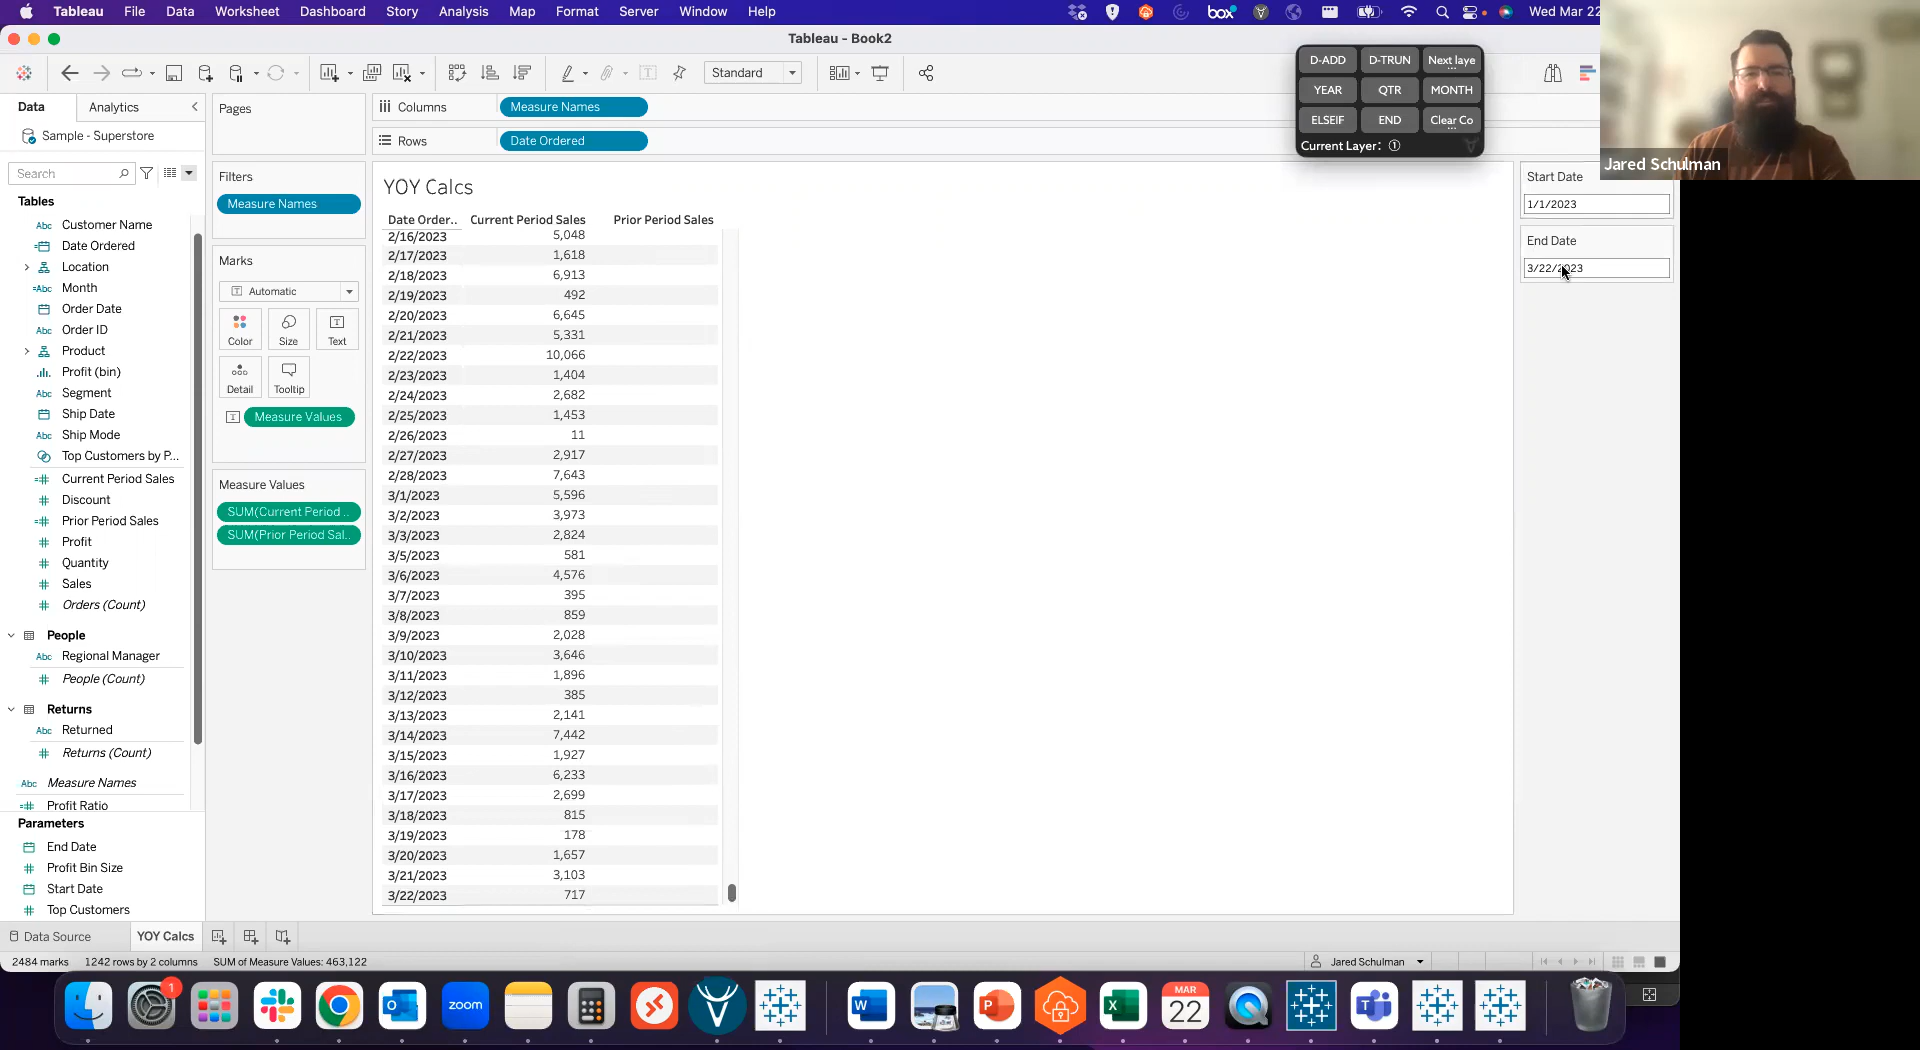 Tableau File Data Worksheet Dashboard Story Analysis Map Format Server Window Help box Wed Mar 22
Tableau - Book2
Standard
D-ADD D-TRUN Next laye
YEAR QTR MONTH
ELSEIF END Clear Co
Current Layer: 1
Jared Schulman
Data Analytics
Sample - Superstore
Search
Tables
Abc Customer Name
Date Ordered
Location
Abc Month
Order Date
Abc Order ID
Product
Profit (bin)
Abc Segment
Ship Date
Abc Ship Mode
Top Customers by P...
Current Period Sales
Discount
Prior Period Sales
Profit
Quantity
Sales
Orders (Count)
People
Abc Regional Manager
People (Count)
Returns
Abc Returned
Returns (Count)
Abc Measure Names
Profit Ratio
Parameters
End Date
Profit Bin Size
Start Date
Top Customers
Pages
Filters
Measure Names
Marks
Automatic
Color Size Text
Detail Tooltip
Measure Values
Measure Values
SUM(Current Period ..
SUM(Prior Period Sal..
Columns Measure Names
Rows Date Ordered
YOY Calcs
Date Order.. Current Period Sales Prior Period Sales
2/16/2023 5,048
2/17/2023 1,618
2/18/2023 6,913
2/19/2023 492
2/20/2023 6,645
2/21/2023 5,331
2/22/2023 10,066
2/23/2023 1,404
2/24/2023 2,682
2/25/2023 1,453
2/26/2023 11
2/27/2023 2,917
2/28/2023 7,643
3/1/2023 5,596
3/2/2023 3,973
3/3/2023 2,824
3/5/2023 581
3/6/2023 4,576
3/7/2023 395
3/8/2023 859
3/9/2023 2,028
3/10/2023 3,646
3/11/2023 1,896
3/12/2023 385
3/13/2023 2,141
3/14/2023 7,442
3/15/2023 1,927
3/16/2023 6,233
3/17/2023 2,699
3/18/2023 815
3/19/2023 178
3/20/2023 1,657
3/21/2023 3,103
3/22/2023 717
Start Date
1/1/2023
End Date
3/22/2023
Data Source YOY Calcs
2484 marks 1242 rows by 2 columns SUM of Measure Values: 463,122 Jared Schulman
1 zoom MAR
22